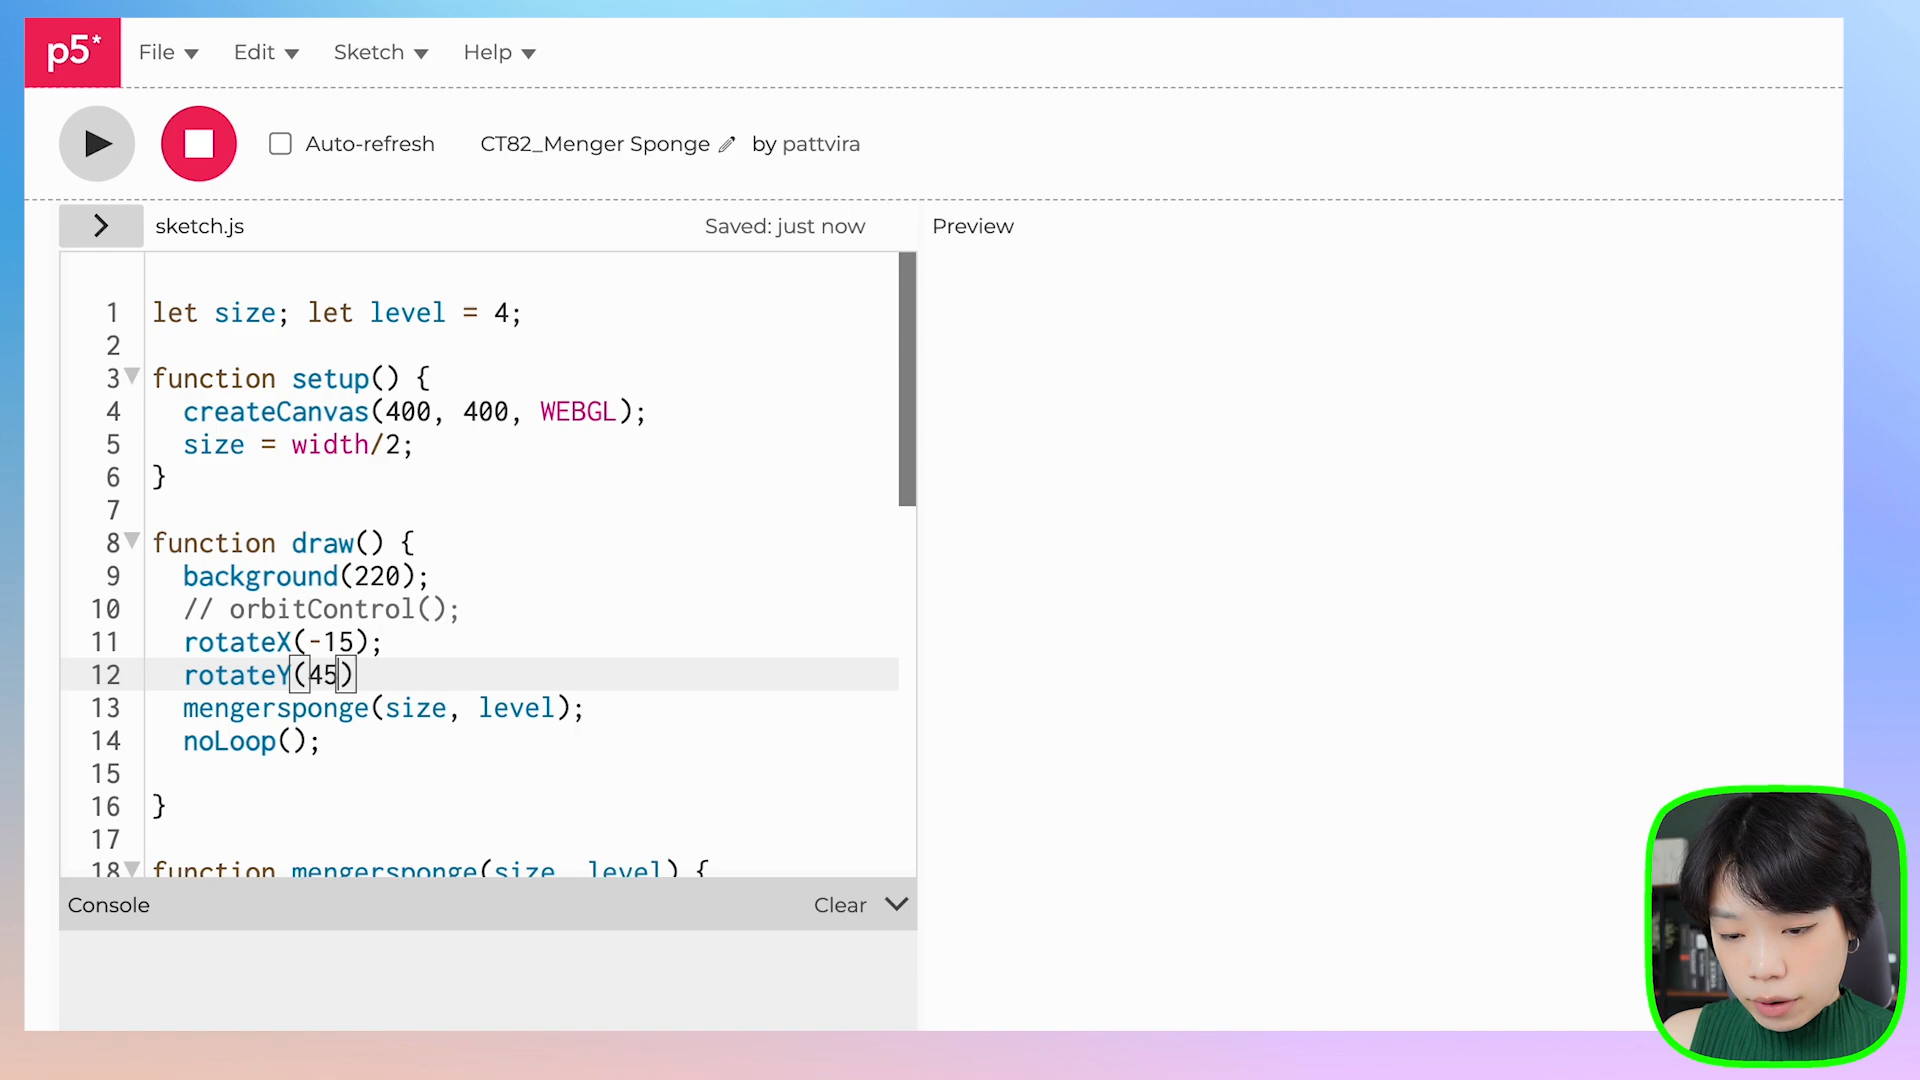 p5*
File Edit Sketch Help
Auto-refresh CT82_Menger Sponge by pattvira
sketch.js Saved: just now Preview
1 let size; let level = 4;
2
3 function setup() {
4 createCanvas(400, 400, WEBGL);
5 size = width/2;
6 }
7
8 function draw() {
9 background(220);
10 // orbitControl();
11 rotateX(-15);
12 rotateY(45)
13 mengersponge(size, level);
14 noLoop();
15
16 }
17
18 function mengersponge(size, level) {
Console Clear